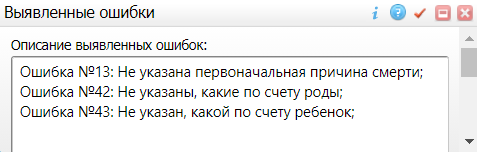 Выявленные ошибки
Описание выявленных ошибок:
Ошибка №13: Не указана первоначальная причина смерти;
Ошибка №42: Не указаны, какие по счету роды;
Ошибка №43: Не указан, какой по счету ребенок;